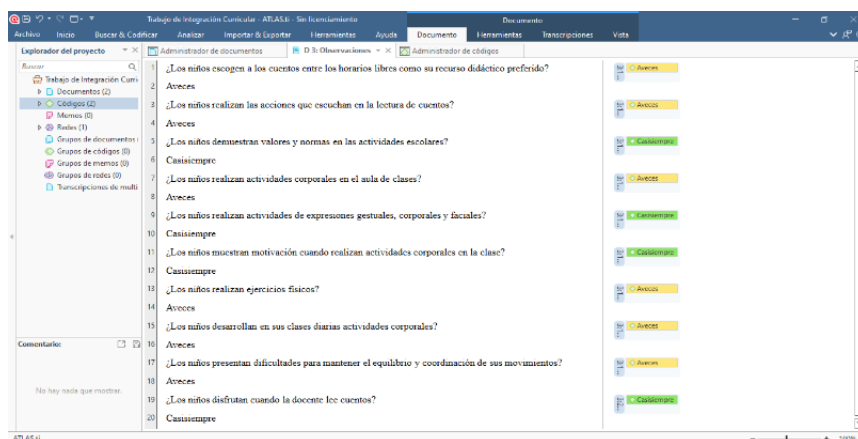 Trabajo de Integración Curricular - ATLAS.ti - Sin licenciamiento
Documento
Archivo Inicio Buscar & Codificar Analizar Importar & Exportar Herramientas Ayuda Documento Herramientas Transcripciones Vista
Explorador del proyecto
Administrador de documentos
D 3: Observaciones
Administrador de códigos
Buscar
Trabajo de Integración Curri
Documentos (2)
Códigos (2)
Memos (0)
Redes (1)
Grupos de documentos
Grupos de códigos (0)
Grupos de memos (0)
Grupos de redes (0)
Transcripciones de multi
Comentario:
No hay nada que mostrar.
1 ¿Los niños escogen a los cuentos entre los horarios libres como su recurso didáctico preferido?
Aveces
2 Aveces
3 ¿Los niños realizan las acciones que escuchan en la lectura de cuentos?
Aveces
4 Aveces
5 ¿Los niños demuestran valores y normas en las actividades escolares?
Casisiempre
6 Casisiempre
7 ¿Los niños realizan actividades corporales en el aula de clases?
Aveces
8 Aveces
9 ¿Los niños realizan actividades de expresiones gestuales, corporales y faciales?
Casisiempre
10 Casisiempre
11 ¿Los niños muestran motivación cuando realizan actividades corporales en la clase?
Casisiempre
12 Casisiempre
13 ¿Los niños realizan ejercicios físicos?
Aveces
14 Aveces
15 ¿Los niños desarrollan en sus clases diarias actividades corporales?
Aveces
16 Aveces
17 ¿Los niños presentan dificultades para mantener el equilibrio y coordinación de sus movimientos?
Aveces
18 Aveces
19 ¿Los niños disfrutan cuando la docente lee cuentos?
Casisiempre
20 Casisiempre
ATLAS.ti
100%